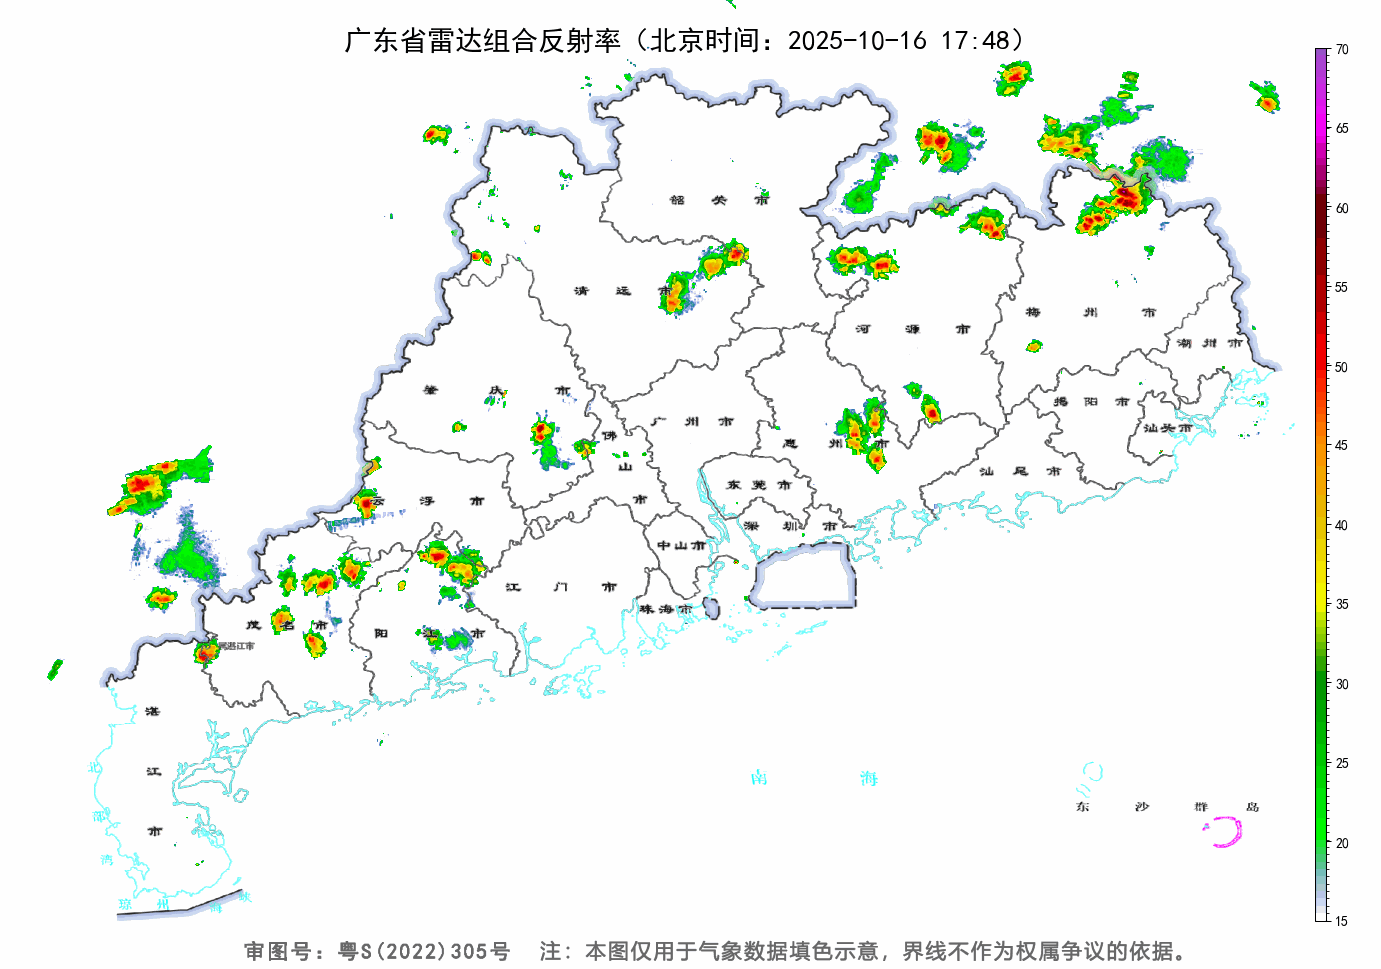 广东省雷达组合反射率（北京时间：2025-10-16 17:48）
70
65
60
55
50
45
40
35
30
25
20
15
韶关市
清远市
河源市
梅州市
潮州市
肇庆市
广州市
佛山市
惠州市
揭阳市
汕头市
汕尾市
云浮市
东莞市
深圳市
中山市
江门市
珠海市
茂名市
阳江市
属湛江市
湛江市
北部湾
琼州海峡
南海
东沙群岛
审图号：粤S(2022)305号 注：本图仅用于气象数据填色示意，界线不作为权属争议的依据。